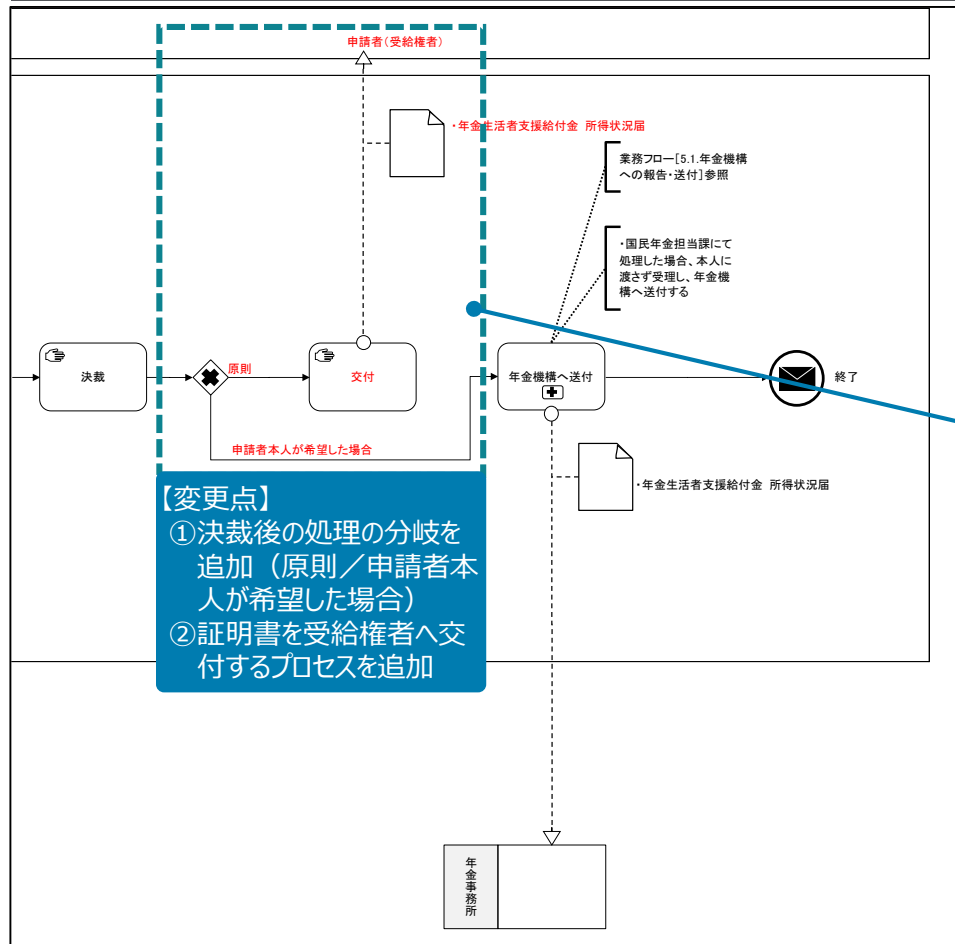 申請者(受給権者)
・年金生活者支援給付金 所得状況届
業務フロー[5.1.年金機構
への報告・送付]参照
・国民年金担当課にて
処理した場合、本人に
渡さず受理し、年金機
構へ送付する
決裁
原則
交付
年金機構へ送付
終了
申請者本人が希望した場合
・年金生活者支援給付金 所得状況届
【変更点】
①決裁後の処理の分岐を
追加（原則／申請者本
人が希望した場合）
②証明書を受給権者へ交
付するプロセスを追加
年金事務所